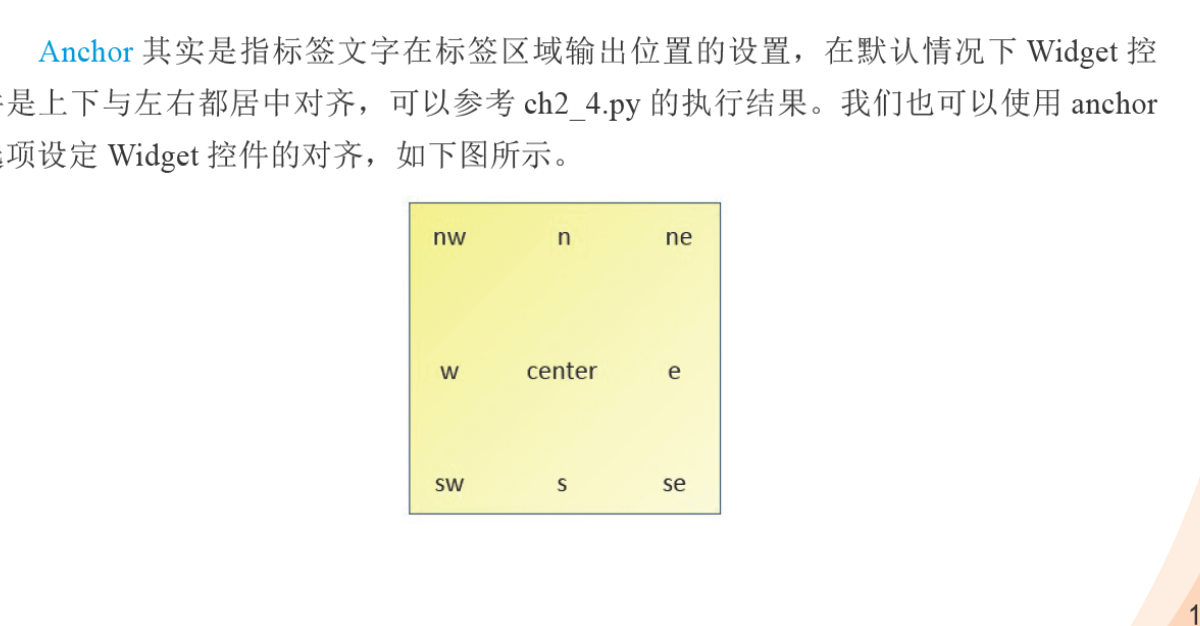 Anchor 其实是指标签文字在标签区域输出位置的设置，在默认情况下 Widget 控
是上下与左右都居中对齐，可以参考 ch2_4.py 的执行结果。我们也可以使用 anchor
项设定 Widget 控件的对齐，如下图所示。
nw n ne
w center e
sw s se
1